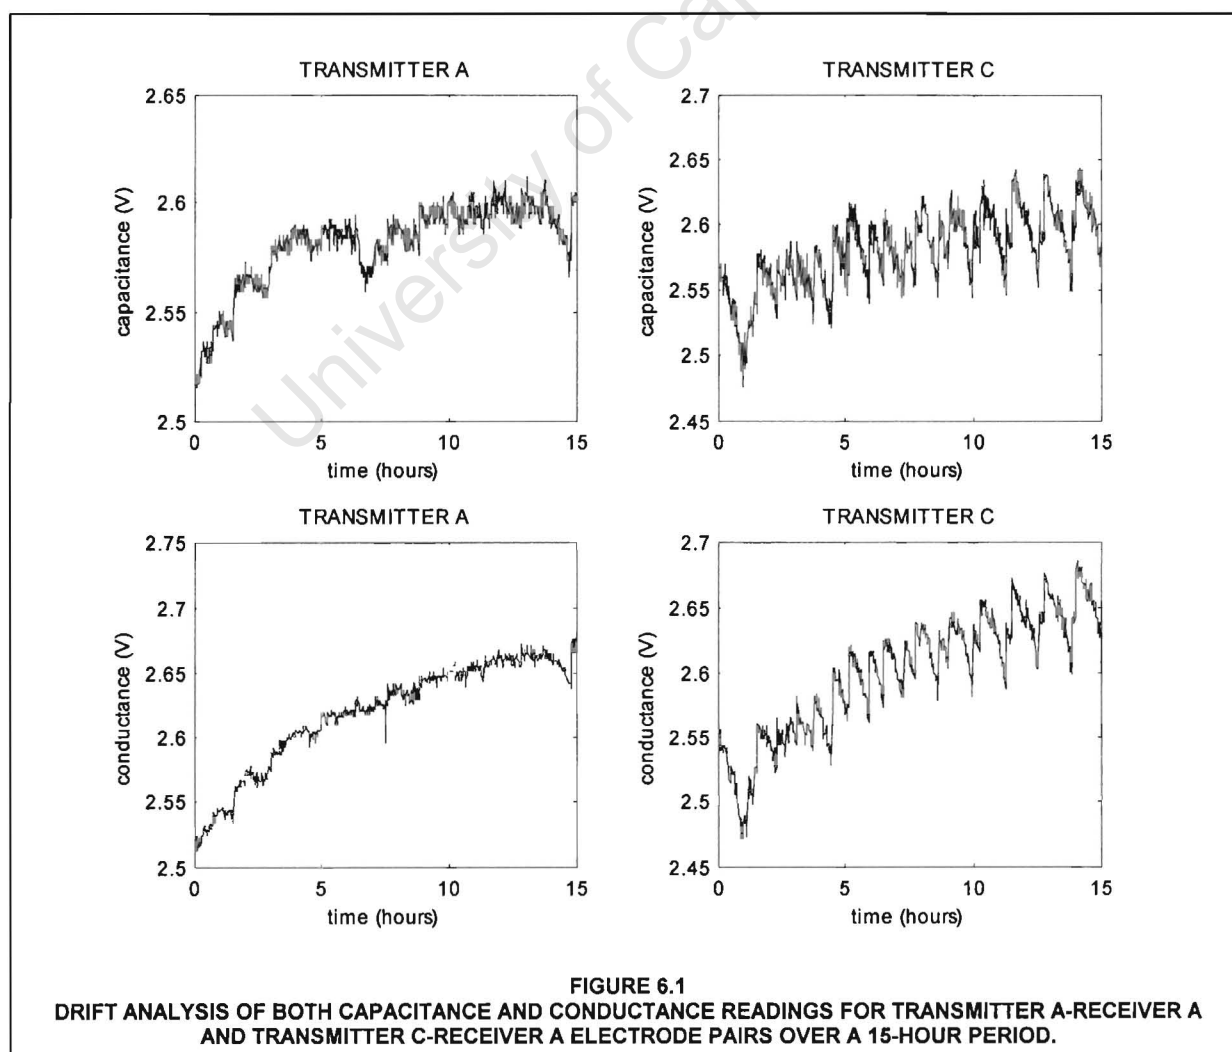 TRANSMITTER A
2.65
2.6
2.55
2.5
capacitance (V)
0 5 10 15
time (hours)
TRANSMITTER C
2.7
2.65
2.6
2.55
2.5
2.45
capacitance (V)
0 5 10 15
time (hours)
TRANSMITTER A
2.75
2.7
2.65
2.6
2.55
2.5
conductance (V)
0 5 10 15
time (hours)
TRANSMITTER C
2.7
2.65
2.6
2.55
2.5
2.45
conductance (V)
0 5 10 15
time (hours)
FIGURE 6.1
DRIFT ANALYSIS OF BOTH CAPACITANCE AND CONDUCTANCE READINGS FOR TRANSMITTER A-RECEIVER A
AND TRANSMITTER C-RECEIVER A ELECTRODE PAIRS OVER A 15-HOUR PERIOD.
University of